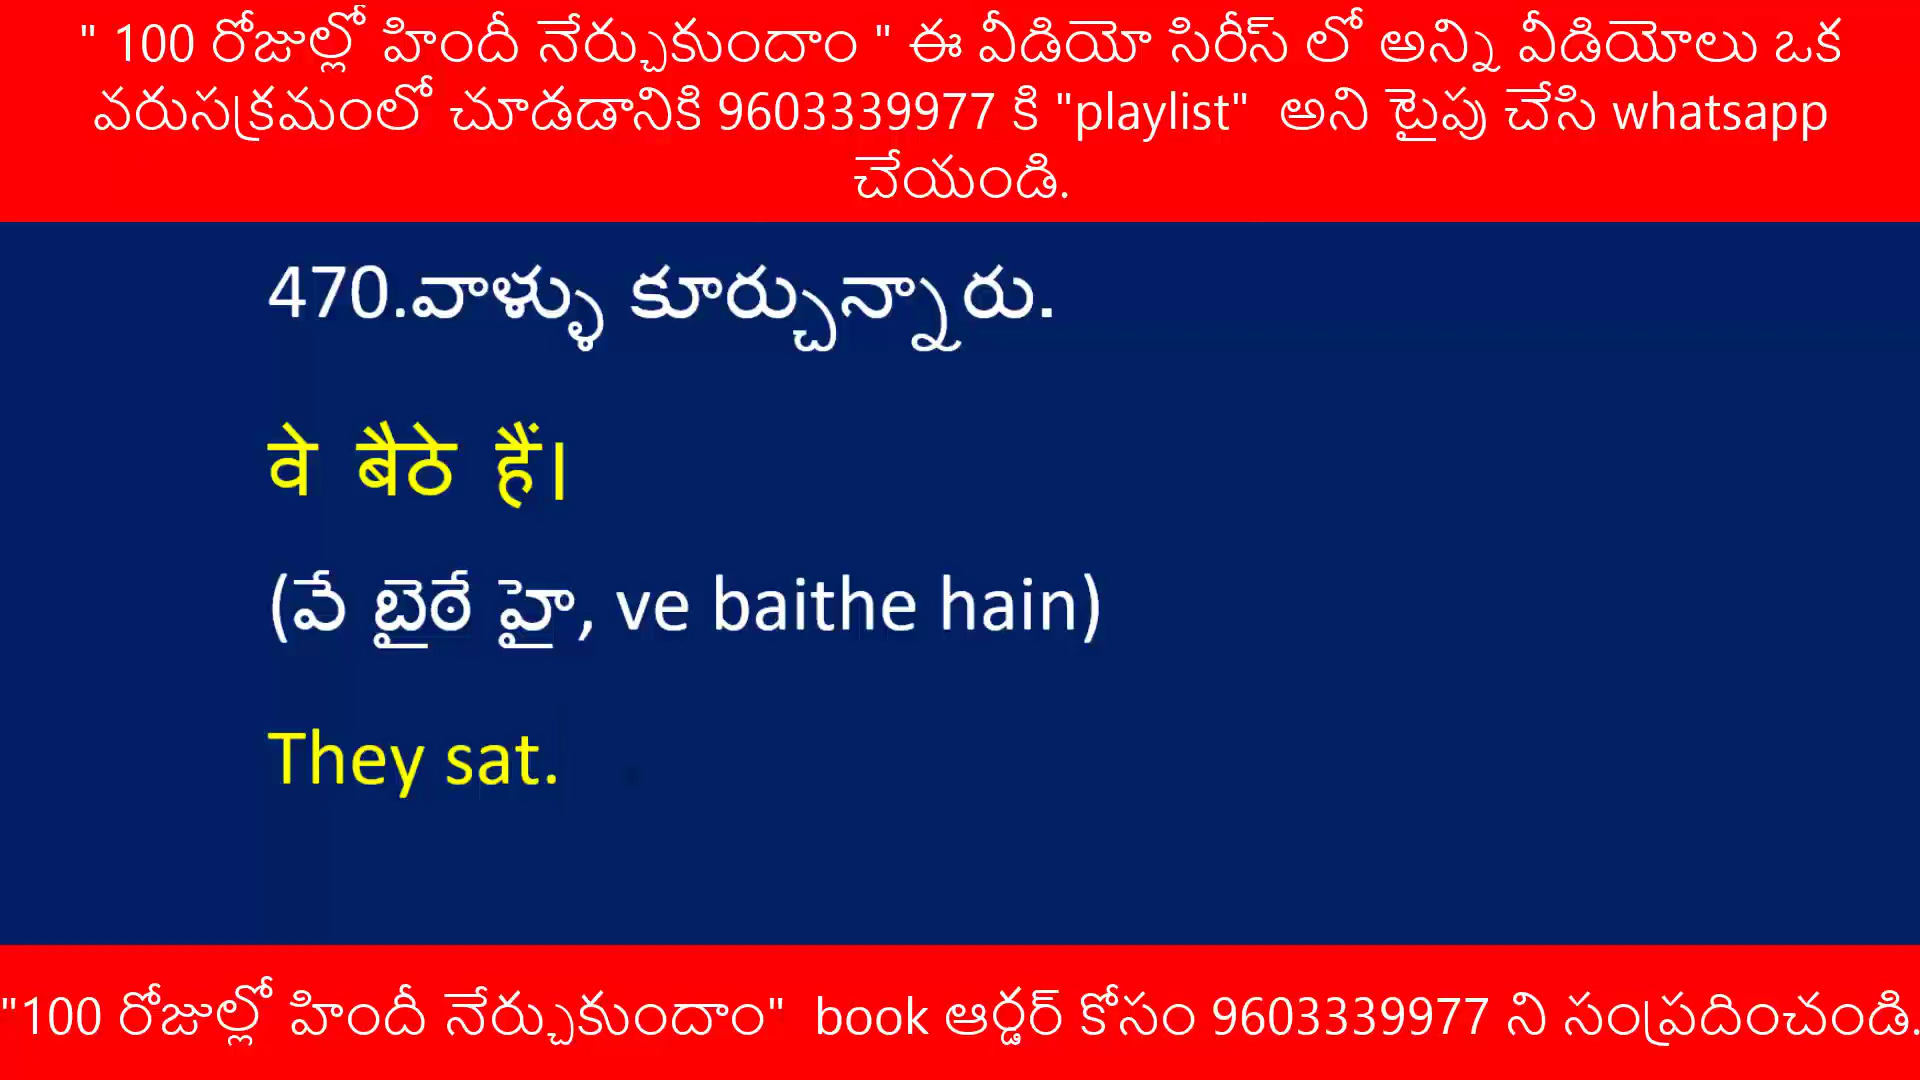 " 100 రోజుల్లో హిందీ నేర్చుకుందాం " ఈ వీడియో సిరీస్ లో అన్ని వీడియోలు ఒక
వరుసక్రమంలో చూడడానికి 9603339977 కి "playlist" అని టైపు చేసి whatsapp
చేయండి.
470.వాళ్ళు కూర్చున్నారు.
वे बैठे हैं।
(వే బైఠే హై, ve baithe hain)
They sat.
"100 రోజుల్లో హిందీ నేర్చుకుందాం" book ఆర్డర్ కోసం 9603339977 ని సంప్రదించండి.